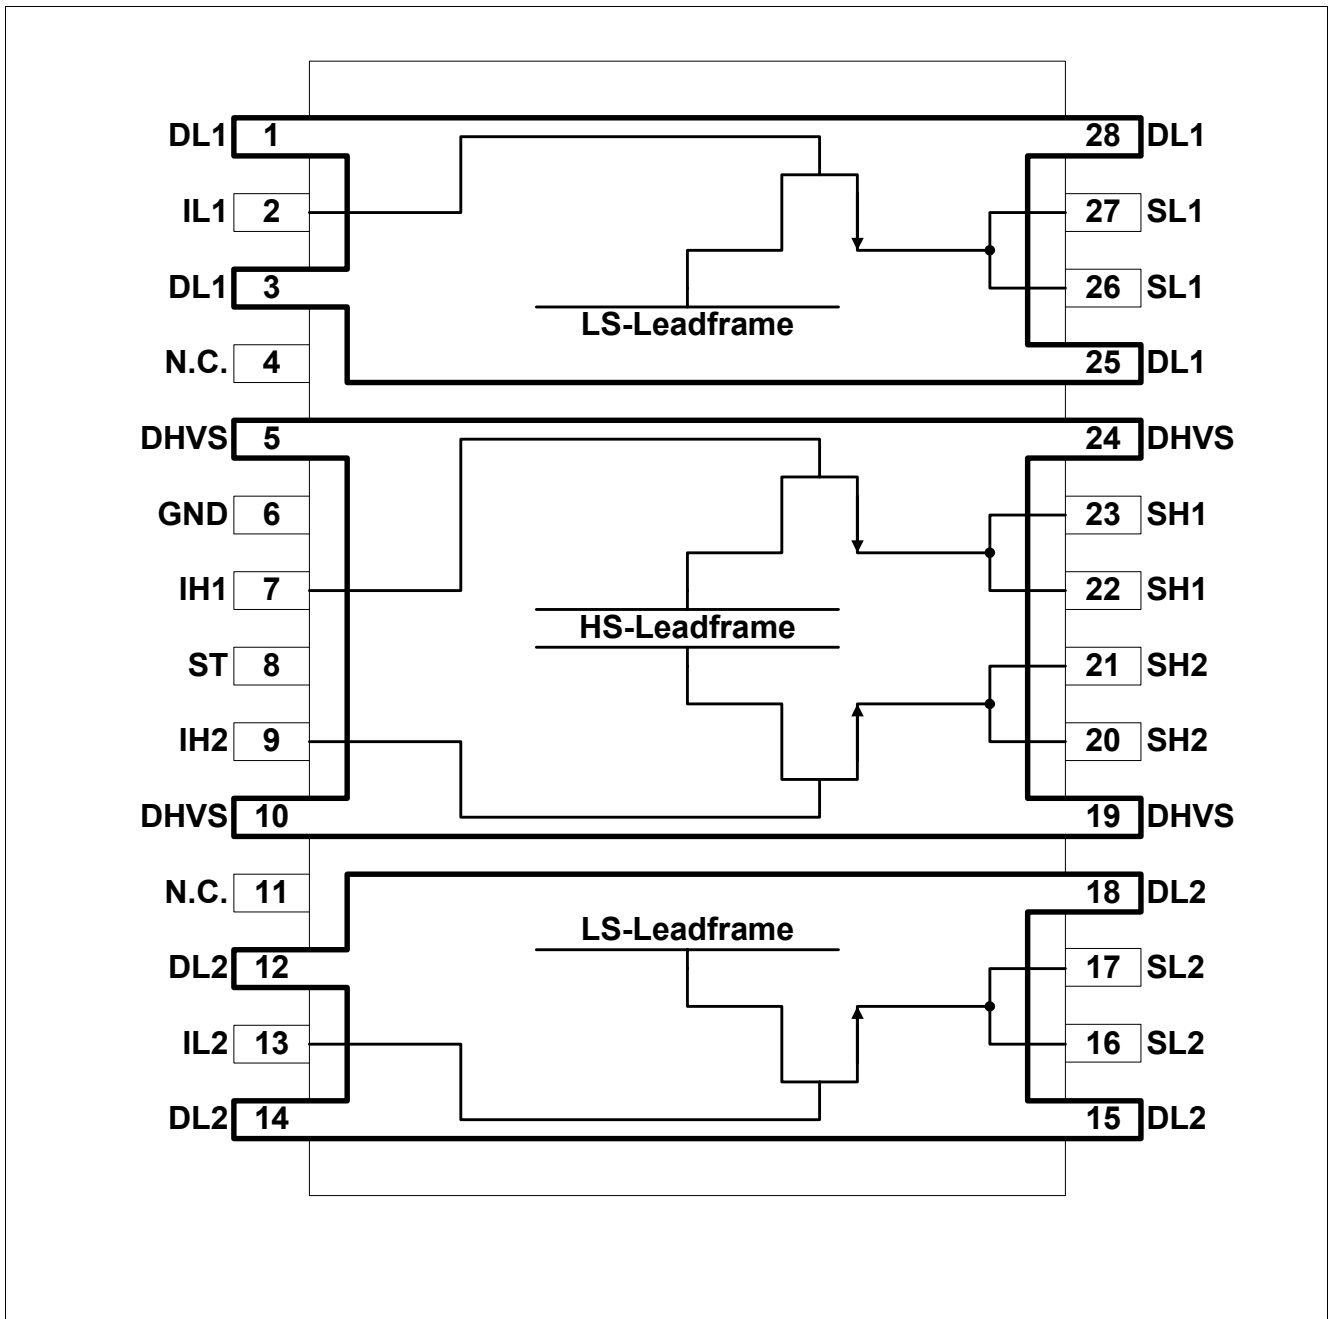 DL1 1 28 DL1
IL1 2 27 SL1
DL1 3 26 SL1
LS-Leadframe
N.C. 4 25 DL1
DHVS 5 24 DHVS
GND 6 23 SH1
IH1 7 22 SH1
HS-Leadframe
ST 8 21 SH2
IH2 9 20 SH2
DHVS 10 19 DHVS
N.C. 11 18 DL2
LS-Leadframe
DL2 12 17 SL2
IL2 13 16 SL2
DL2 14 15 DL2